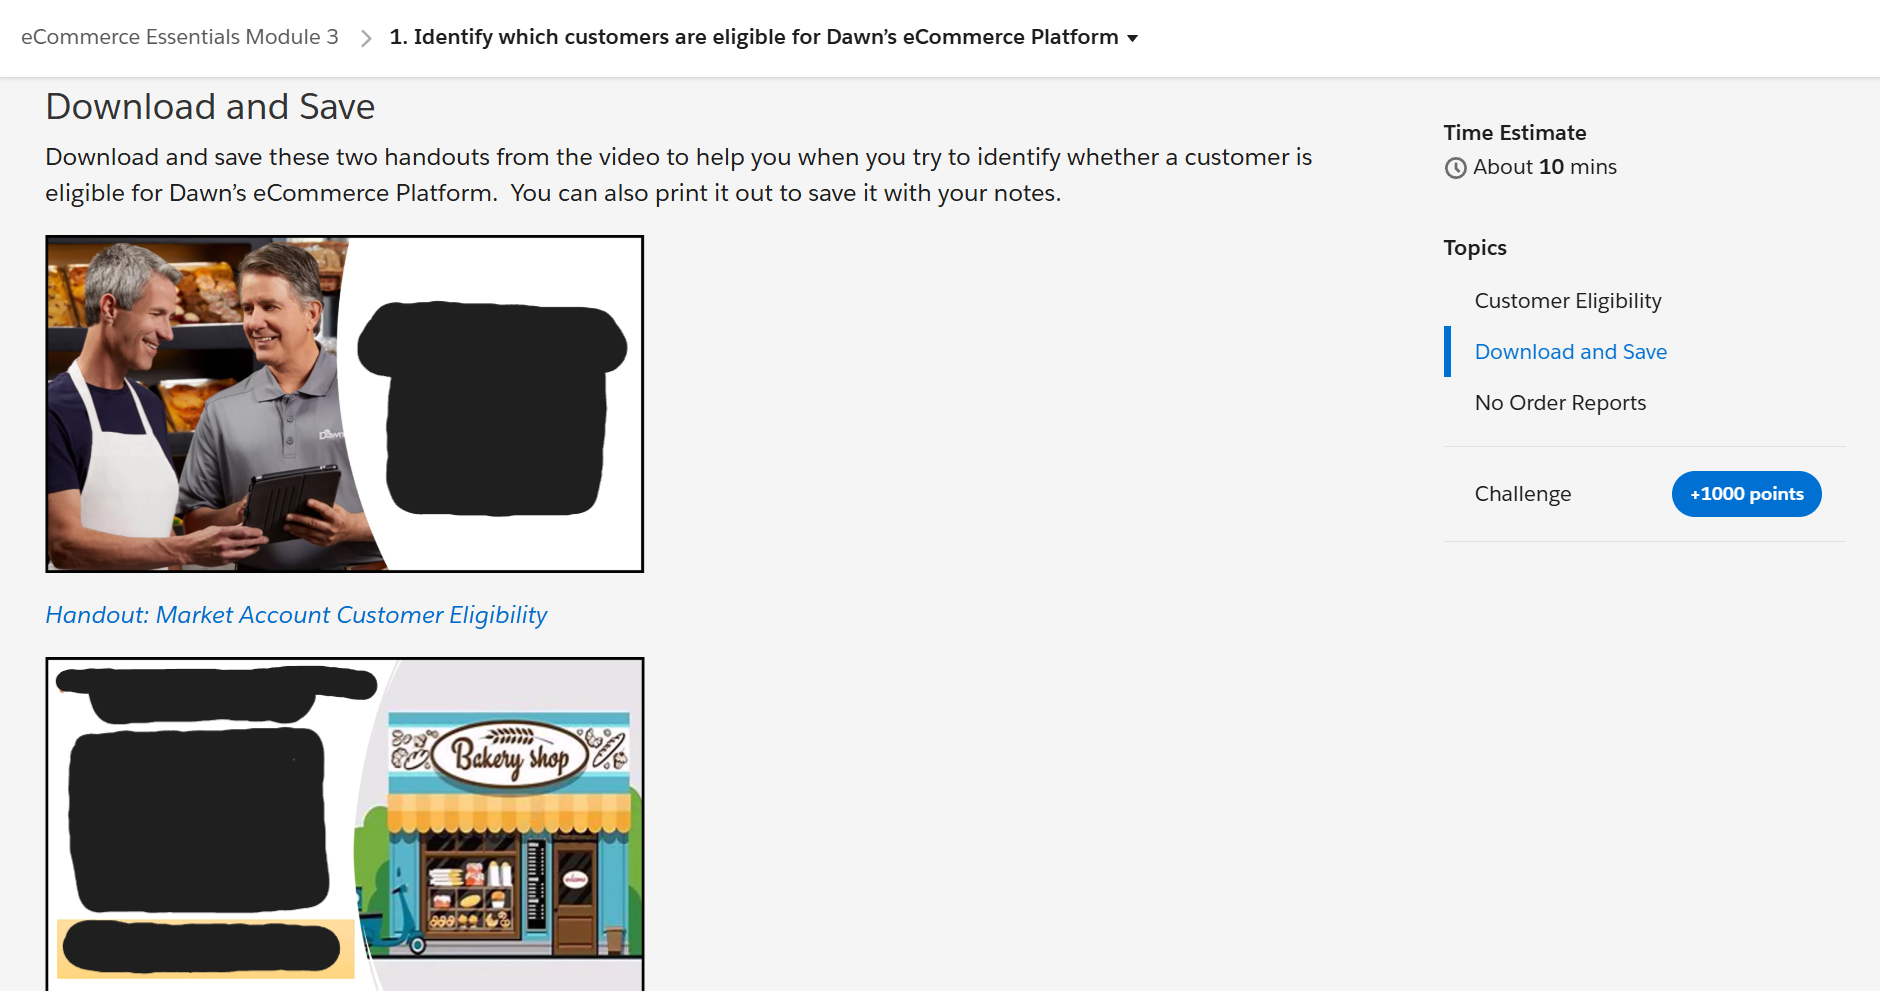 eCommerce Essentials Module 3
1. Identify which customers are eligible for Dawn’s eCommerce Platform
Download and Save
Download and save these two handouts from the video to help you when you try to identify whether a customer is
eligible for Dawn’s eCommerce Platform.  You can also print it out to save it with your notes.
Dawn
Handout: Market Account Customer Eligibility
Bakery shop
welcome
Time Estimate
About 10 mins
Topics
Customer Eligibility
Download and Save
No Order Reports
Challenge
+1000 points